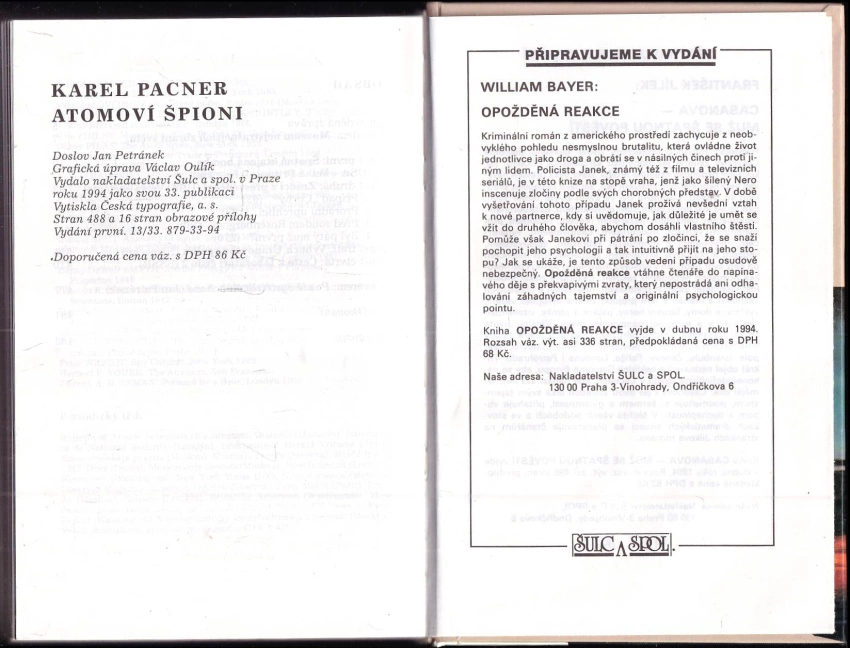 KAREL PACNER
ATOMOVÍ ŠPIONI
Doslov Jan Petránek
Grafická úprava Václav Oulík
Vydalo nakladatelství Šulc a spol. v Praze
roku 1994 jako svou 33. publikaci
Vytiskla Česká typografie, a. s.
Stran 488 a 16 stran obrazové přílohy
Vydání první. 13/33. 879-33-94
Doporučená cena váz. s DPH 86 Kč
PŘIPRAVUJEME K VYDÁNÍ
WILLIAM BAYER:
OPOŽDĚNÁ REAKCE
Kriminální román z amerického prostředí zachycuje z neob-
vyklého pohledu nesmyslnou brutalitu, která ovládne život
jednotlivce jako droga a obrátí se v násilných činech proti ji-
ným lidem. Policista Janek, známý též z filmu a televizních
seriálů, je v této knize na stopě vraha, jenž jako šílený Nero
inscenuje zločiny podle svých chorobných představ. V době
vyšetřování tohoto případu Janek prožívá nevšední vztah
k nové partnerce, kdy si uvědomuje, jak důležité je umět se
vžít do druhého člověka, abychom dosáhli vlastního štěstí.
Pomůže však Janekovi při pátrání po zločinci, že se snaží
pochopit jeho psychologii a tak intuitivně přijít na jeho sto-
pu? Jak se ukáže, je tento způsob vedení případu osudově
nebezpečný. Opožděná reakce vtáhne čtenáře do napína-
vého děje s překvapivými zvraty, který nepostrádá ani odha-
lování záhadných tajemství a originální psychologickou
pointu.
Kniha OPOŽDĚNÁ REAKCE vyjde v dubnu roku 1994.
Rozsah váz. výt. asi 336 stran, předpokládaná cena s DPH
68 Kč.
Naše adresa: Nakladatelství ŠULC a SPOL.
130 00 Praha 3-Vinohrady, Ondříčkova 6
ŠULC A SPOL.